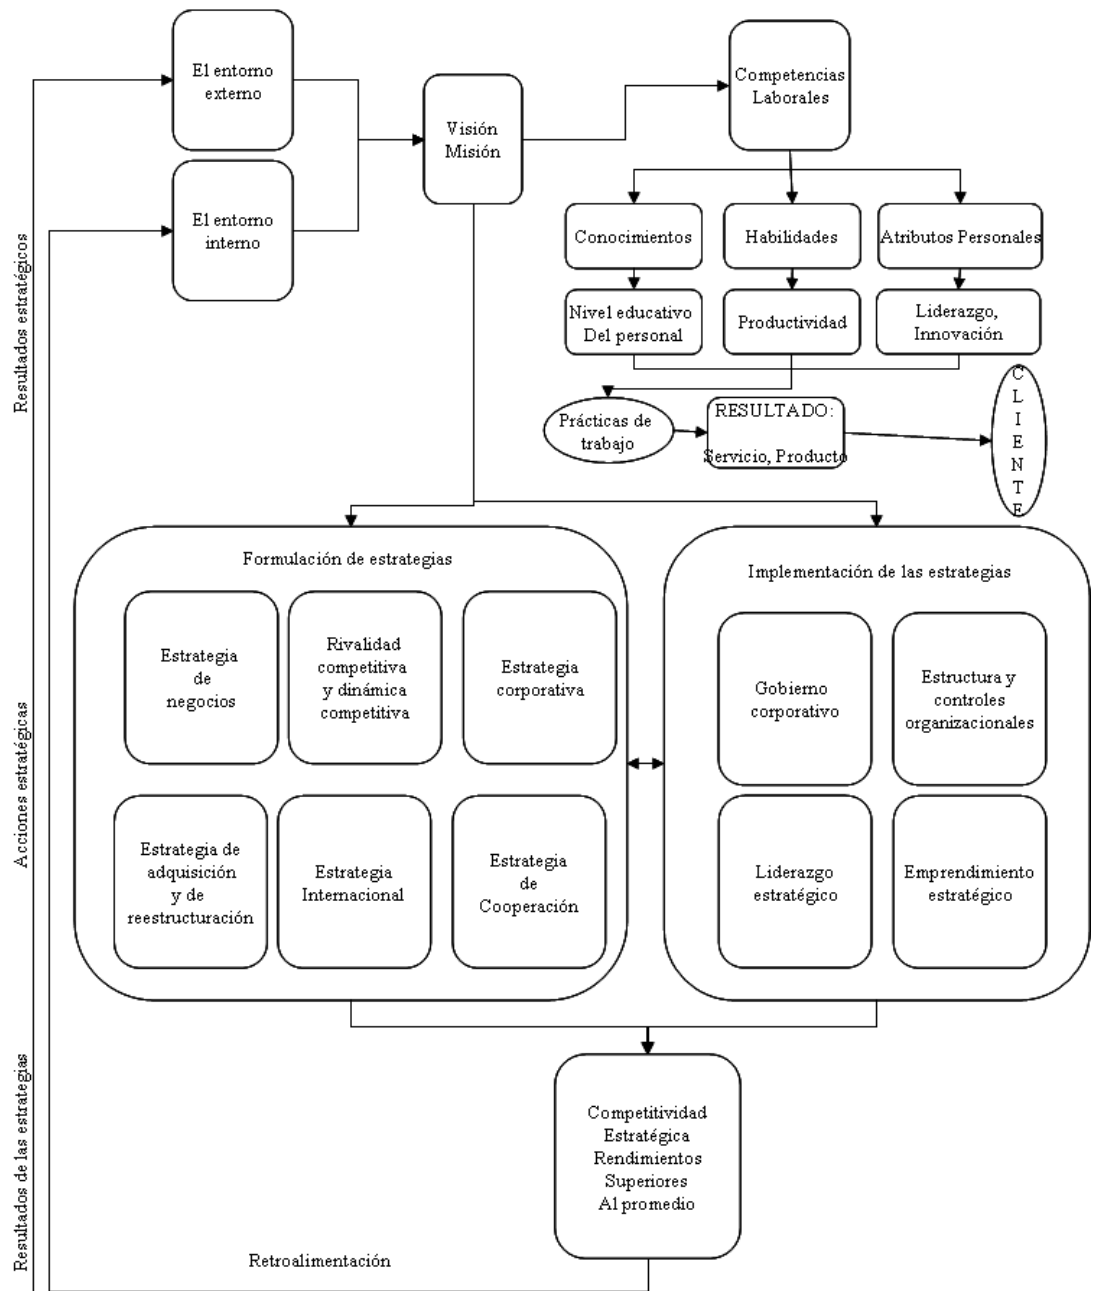 El entorno
externo
El entorno
interno
Visión
Misión
Competencias
Laborales
Conocimientos
Habilidades
Atributos Personales
Nivel educativo
Del personal
Productividad
Liderazgo,
Innovación
Prácticas de
trabajo
RESULTADO:
Servicio, Producto
C
L
I
E
N
T
E
Resultados estratégicos
Formulación de estrategias
Estrategia
de
negocios
Rivalidad
competitiva
y dinámica
competitiva
Estrategia
corporativa
Estrategia de
adquisición
y de
reestructuración
Estrategia
Internacional
Estrategia
de
Cooperación
Implementación de las estrategias
Gobierno
corporativo
Estructura y
controles
organizacionales
Liderazgo
estratégico
Emprendimiento
estratégico
Acciones estratégicas
Competitividad
Estratégica
Rendimientos
Superiores
Al promedio
Resultados de las estrategias
Retroalimentación